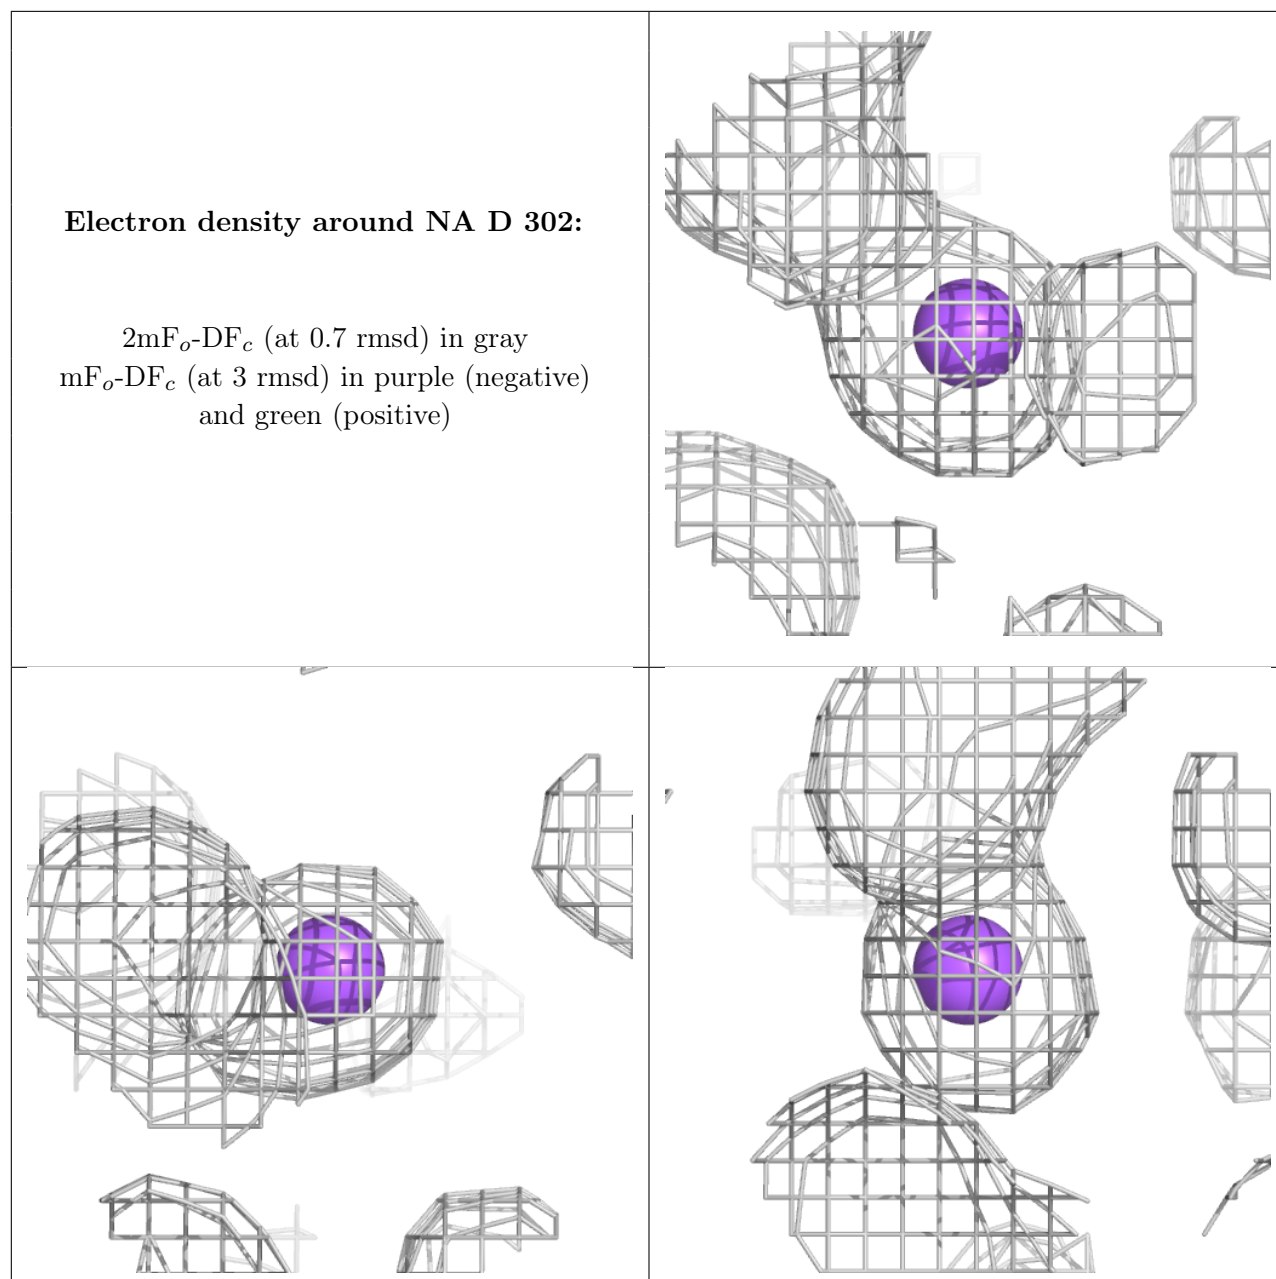 Electron density around NA D 302:
2mFo-DFc (at 0.7 rmsd) in gray
mFo-DFc (at 3 rmsd) in purple (negative)
and green (positive)